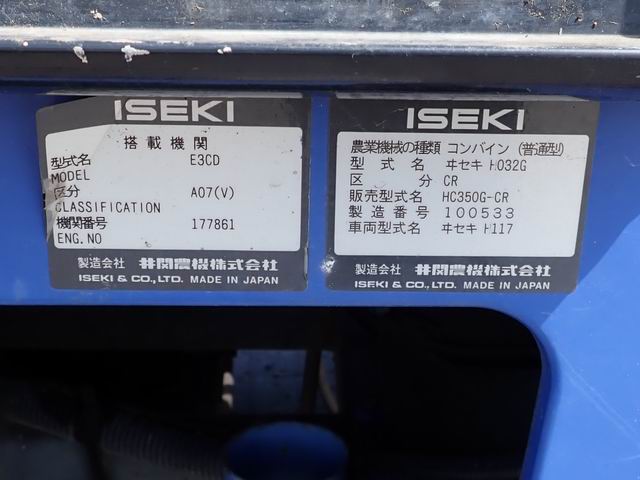 ISEKI
搭載機関
型式名 E3CD
MODEL
区分 A07(V)
CLASSIFICATION
機関番号 177861
ENG.NO
製造会社 井関農機株式会社
ISEKI & CO., LTD. MADE IN JAPAN
ISEKI
農業機械の種類 コンバイン (普通型)
型式名 ヰセキ H032G
区分 CR
販売型式名 HC350G-CR
製造番号 100533
車両型式名 ヰセキ H117
製造会社 井関農機株式会社
ISEKI & CO., LTD. MADE IN JAPAN